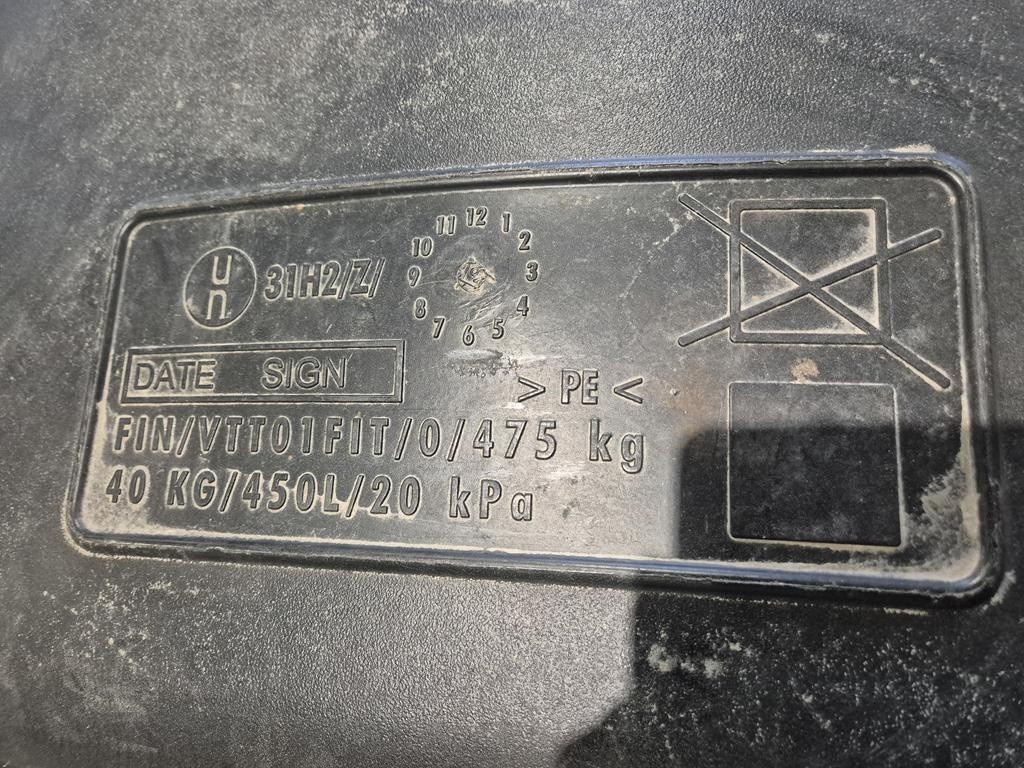 un 31H2/Z/
12 1 2 3 4 5 6 7 8 9 10 11
DATE SIGN
> PE <
FIN/VTT01FIT/0/475 kg
40 KG/450L/20 kPa